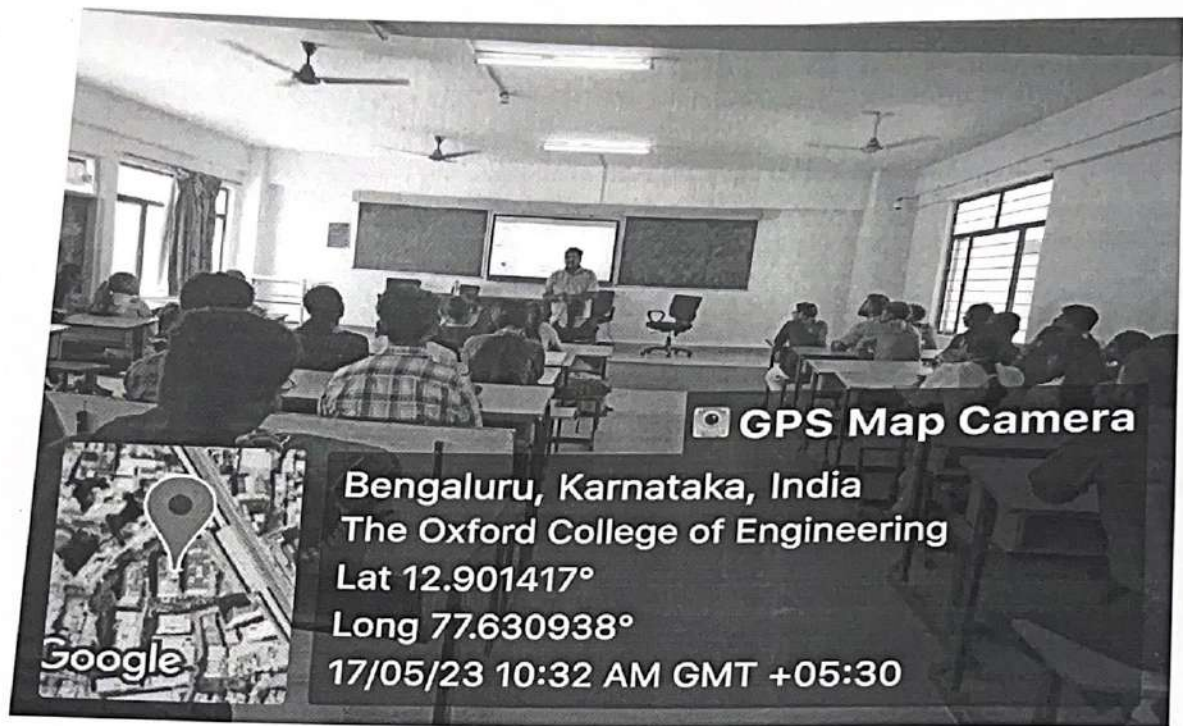 GPS Map Camera
Bengaluru, Karnataka, India
The Oxford College of Engineering
Lat 12.901417°
Long 77.630938°
17/05/23 10:32 AM GMT +05:30
Google